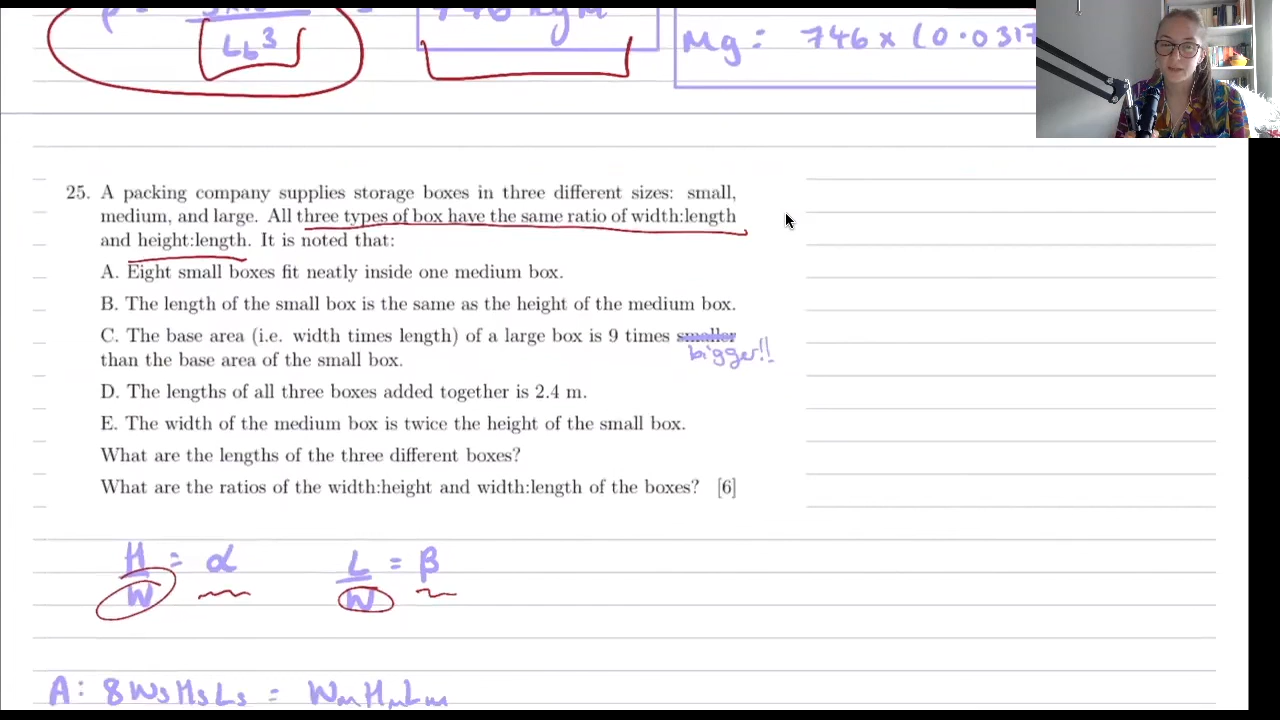 L_b^3
746 kgm
Mg = 746 x (0.0317
25. A packing company supplies storage boxes in three different sizes: small,
medium, and large. All three types of box have the same ratio of width:length
and height:length. It is noted that:
A. Eight small boxes fit neatly inside one medium box.
B. The length of the small box is the same as the height of the medium box.
C. The base area (i.e. width times length) of a large box is 9 times smaller
bigger!!
than the base area of the small box.
D. The lengths of all three boxes added together is 2.4 m.
E. The width of the medium box is twice the height of the small box.
What are the lengths of the three different boxes?
What are the ratios of the width:height and width:length of the boxes? [6]
H/W = α L/W = β
A: 8 WsHsLs = WmHmLm